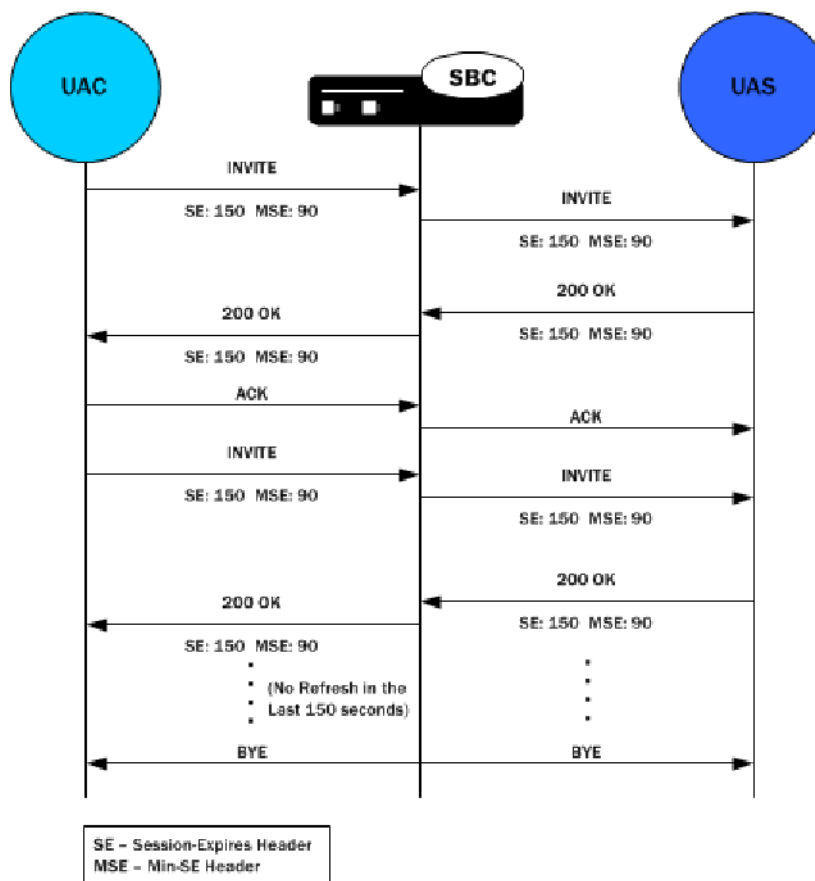 UAC
SBC
UAS
INVITE
SE: 150 MSE: 90
INVITE
SE: 150 MSE: 90
200 OK
SE: 150 MSE: 90
200 OK
SE: 150 MSE: 90
ACK
ACK
INVITE
SE: 150 MSE: 90
INVITE
SE: 150 MSE: 90
200 OK
SE: 150 MSE: 90
200 OK
SE: 150 MSE: 90
(No Refresh in the
Last 150 seconds)
BYE
BYE
SE – Session-Expires Header
MSE – Min-SE Header